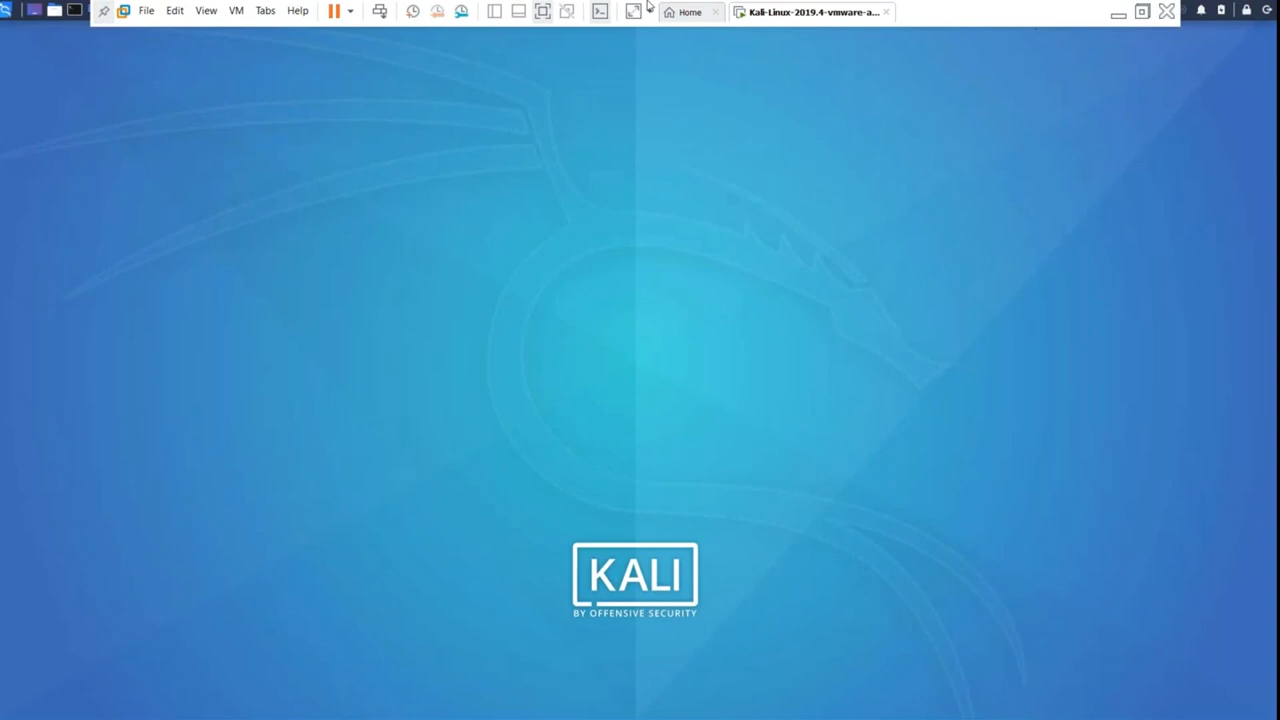 File Edit View VM Tabs Help
Home
Kali-Linux-2019.4-vmware-a...
KALI
BY OFFENSIVE SECURITY